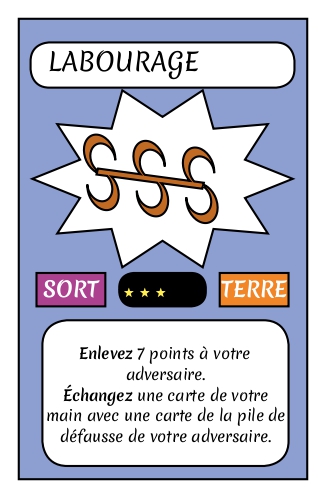 LABOURAGE
SORT
TERRE
Enlevez 7 points à votre
adversaire.
Échangez une carte de votre
main avec une carte de la pile de
défausse de votre adversaire.